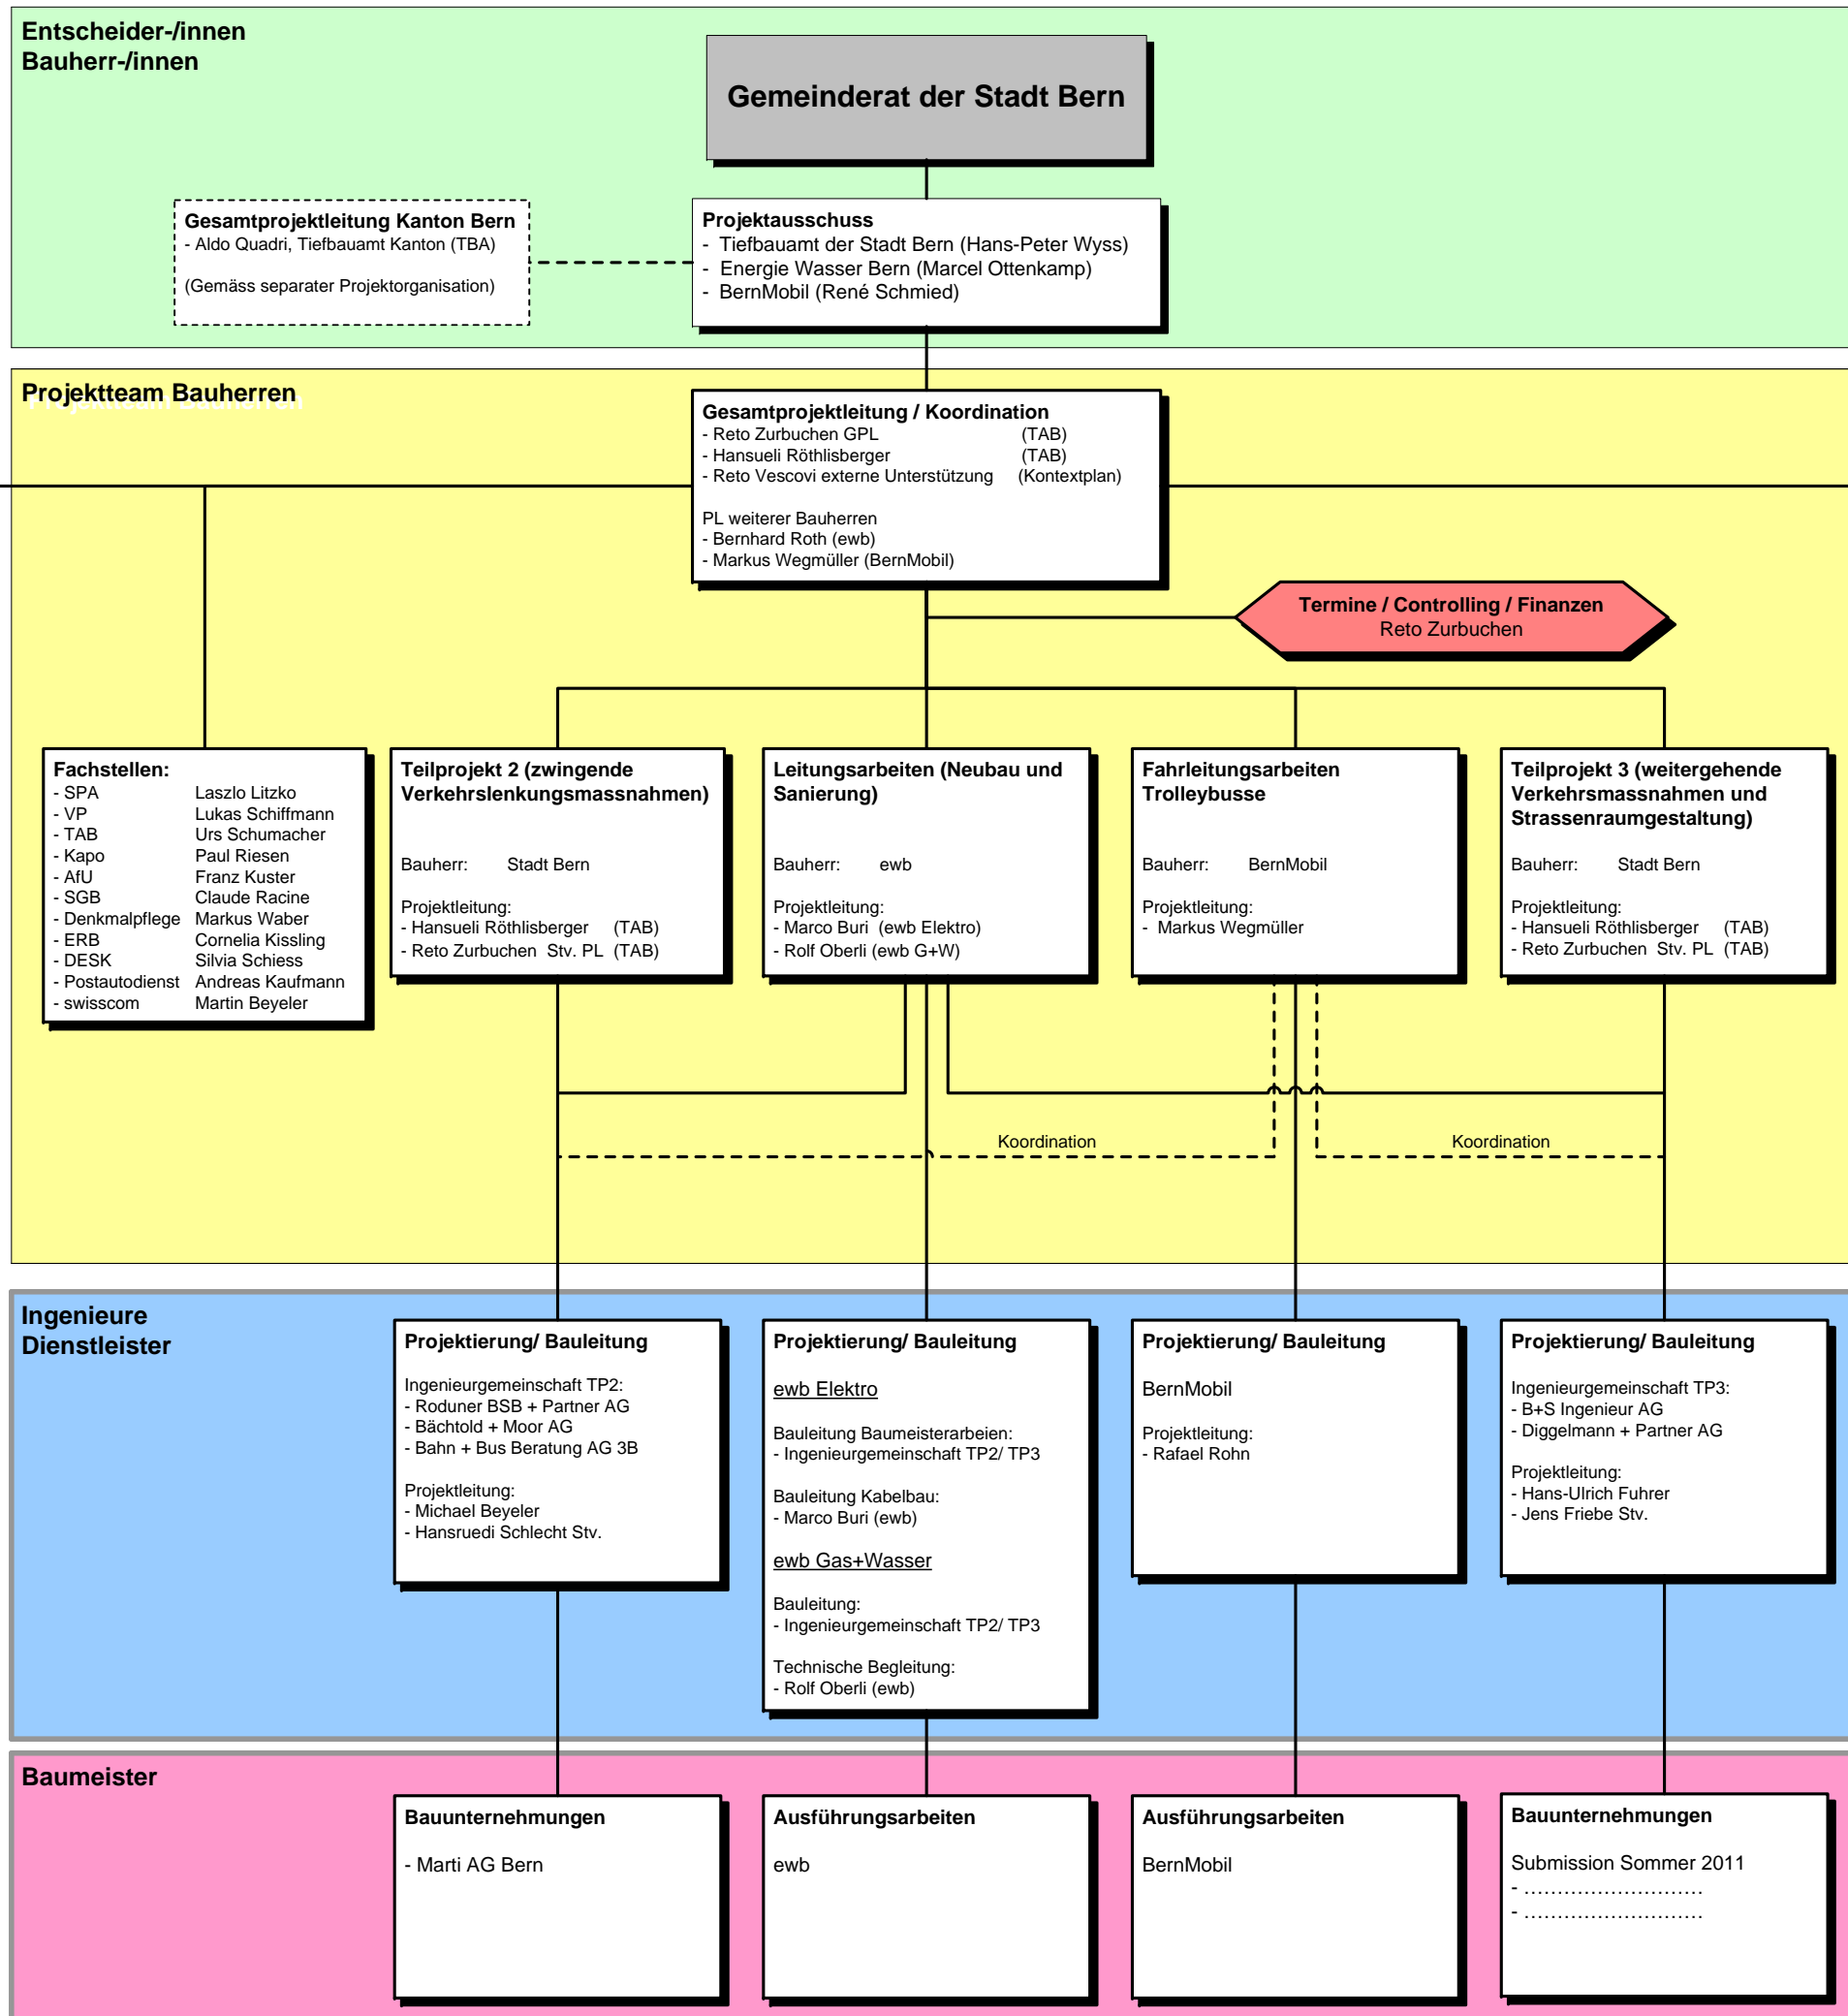 Entscheider-/innen
Bauherr-/innen
Gemeinderat der Stadt Bern
Gesamtprojektleitung Kanton Bern
- Aldo Quadri, Tiefbauamt Kanton (TBA)
(Gemäss separater Projektorganisation)
Projektausschuss
- Tiefbauamt der Stadt Bern (Hans-Peter Wyss)
- Energie Wasser Bern (Marcel Ottenkamp)
- BernMobil (René Schmied)
Projektteam Bauherren
Projektteam Bauherren
Gesamtprojektleitung / Koordination
- Reto Zurbuchen GPL (TAB)
- Hansueli Röthlisberger (TAB)
- Reto Vescovi externe Unterstützung (Kontextplan)
PL weiterer Bauherren
- Bernhard Roth (ewb)
- Markus Wegmüller (BernMobil)
Termine / Controlling / Finanzen
Reto Zurbuchen
Fachstellen:
- SPA Laszlo Litzko
- VP Lukas Schiffmann
- TAB Urs Schumacher
- Kapo Paul Riesen
- AfU Franz Kuster
- SGB Claude Racine
- Denkmalpflege Markus Waber
- ERB Cornelia Kissling
- DESK Silvia Schiess
- Postautodienst Andreas Kaufmann
- swisscom Martin Beyeler
Teilprojekt 2 (zwingende
Verkehrslenkungsmassnahmen)
Bauherr: Stadt Bern
Projektleitung:
- Hansueli Röthlisberger (TAB)
- Reto Zurbuchen Stv. PL (TAB)
Leitungsarbeiten (Neubau und
Sanierung)
Bauherr: ewb
Projektleitung:
- Marco Buri (ewb Elektro)
- Rolf Oberli (ewb G+W)
Fahrleitungsarbeiten
Trolleybusse
Bauherr: BernMobil
Projektleitung:
- Markus Wegmüller
Teilprojekt 3 (weitergehende
Verkehrsmassnahmen und
Strassenraumgestaltung)
Bauherr: Stadt Bern
Projektleitung:
- Hansueli Röthlisberger (TAB)
- Reto Zurbuchen Stv. PL (TAB)
Koordination
Koordination
Ingenieure
Dienstleister
Projektierung/ Bauleitung
Ingenieurgemeinschaft TP2:
- Roduner BSB + Partner AG
- Bächtold + Moor AG
- Bahn + Bus Beratung AG 3B
Projektleitung:
- Michael Beyeler
- Hansruedi Schlecht Stv.
Projektierung/ Bauleitung
ewb Elektro
Bauleitung Baumeisterarbeien:
- Ingenieurgemeinschaft TP2/ TP3
Bauleitung Kabelbau:
- Marco Buri (ewb)
ewb Gas+Wasser
Bauleitung:
- Ingenieurgemeinschaft TP2/ TP3
Technische Begleitung:
- Rolf Oberli (ewb)
Projektierung/ Bauleitung
BernMobil
Projektleitung:
- Rafael Rohn
Projektierung/ Bauleitung
Ingenieurgemeinschaft TP3:
- B+S Ingenieur AG
- Diggelmann + Partner AG
Projektleitung:
- Hans-Ulrich Fuhrer
- Jens Friebe Stv.
Baumeister
Bauunternehmungen
- Marti AG Bern
Ausführungsarbeiten
ewb
Ausführungsarbeiten
BernMobil
Bauunternehmungen
Submission Sommer 2011
- ...........................
- ...........................